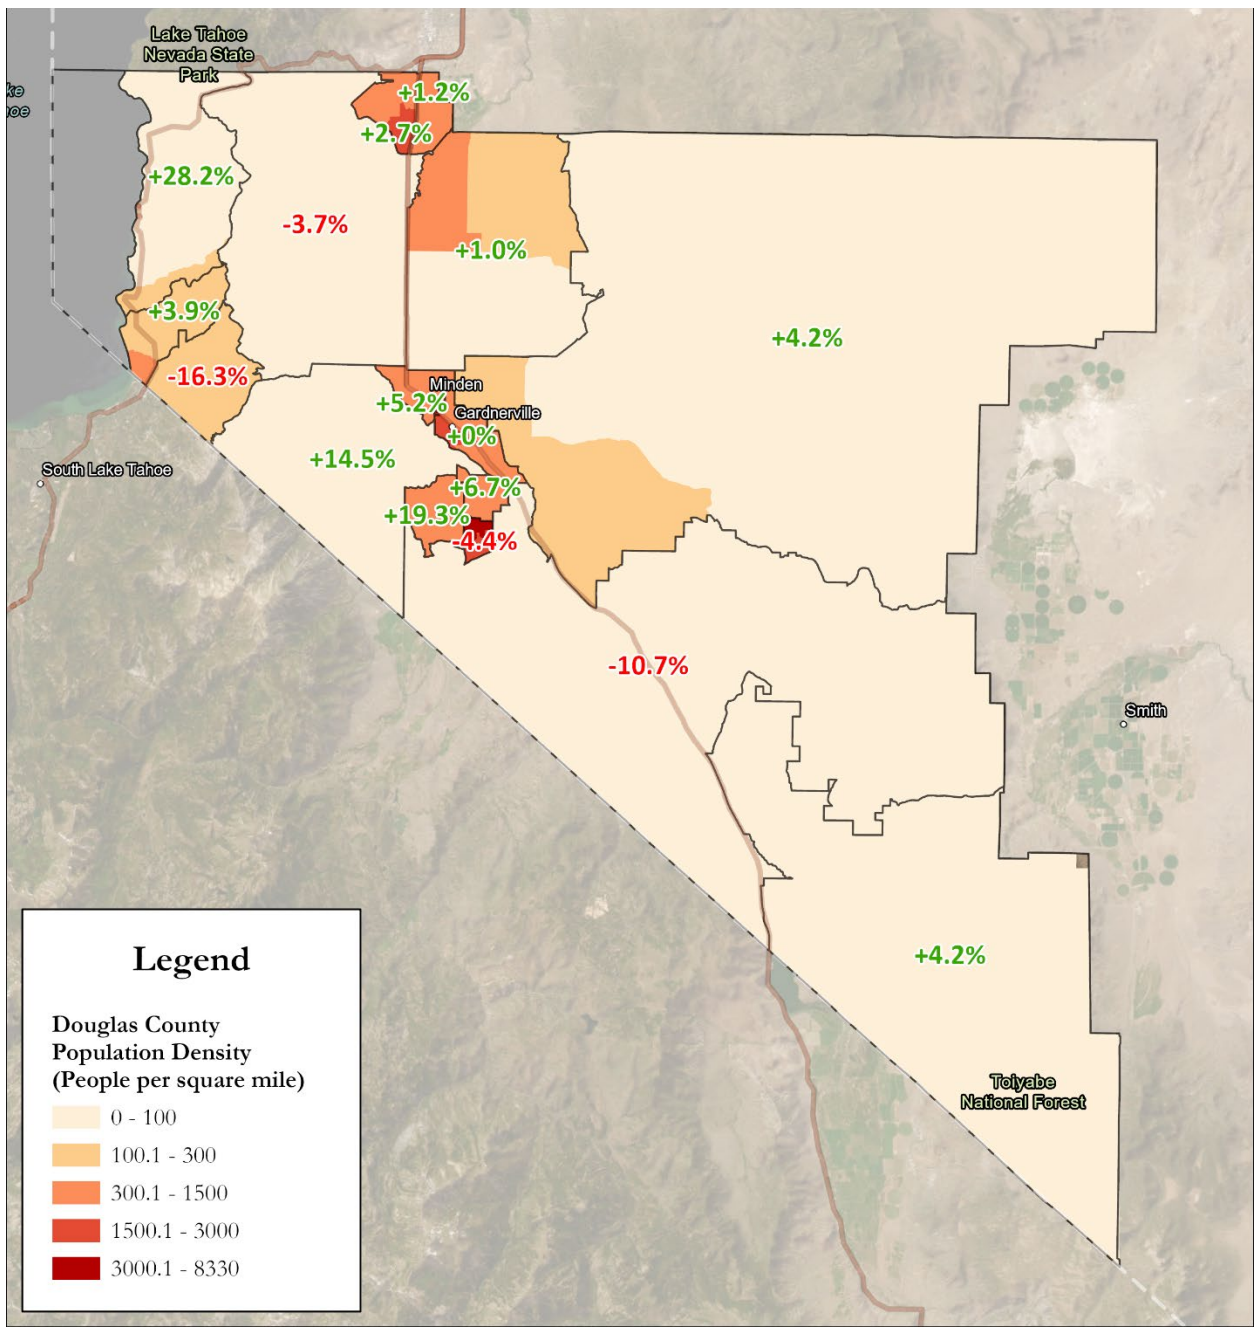 Lake Tahoe
Nevada State
Park
ke
oe
+1.2%
+2.7%
+28.2%
-3.7%
+1.0%
+3.9%
+4.2%
-16.3%
Minden
+5.2%
Gardnerville
+0%
+14.5%
South Lake Tahoe
+6.7%
+19.3%
-4.4%
-10.7%
Smith
+4.2%
Toiyabe
National Forest
Legend
Douglas County
Population Density
(People per square mile)
0 - 100
100.1 - 300
300.1 - 1500
1500.1 - 3000
3000.1 - 8330